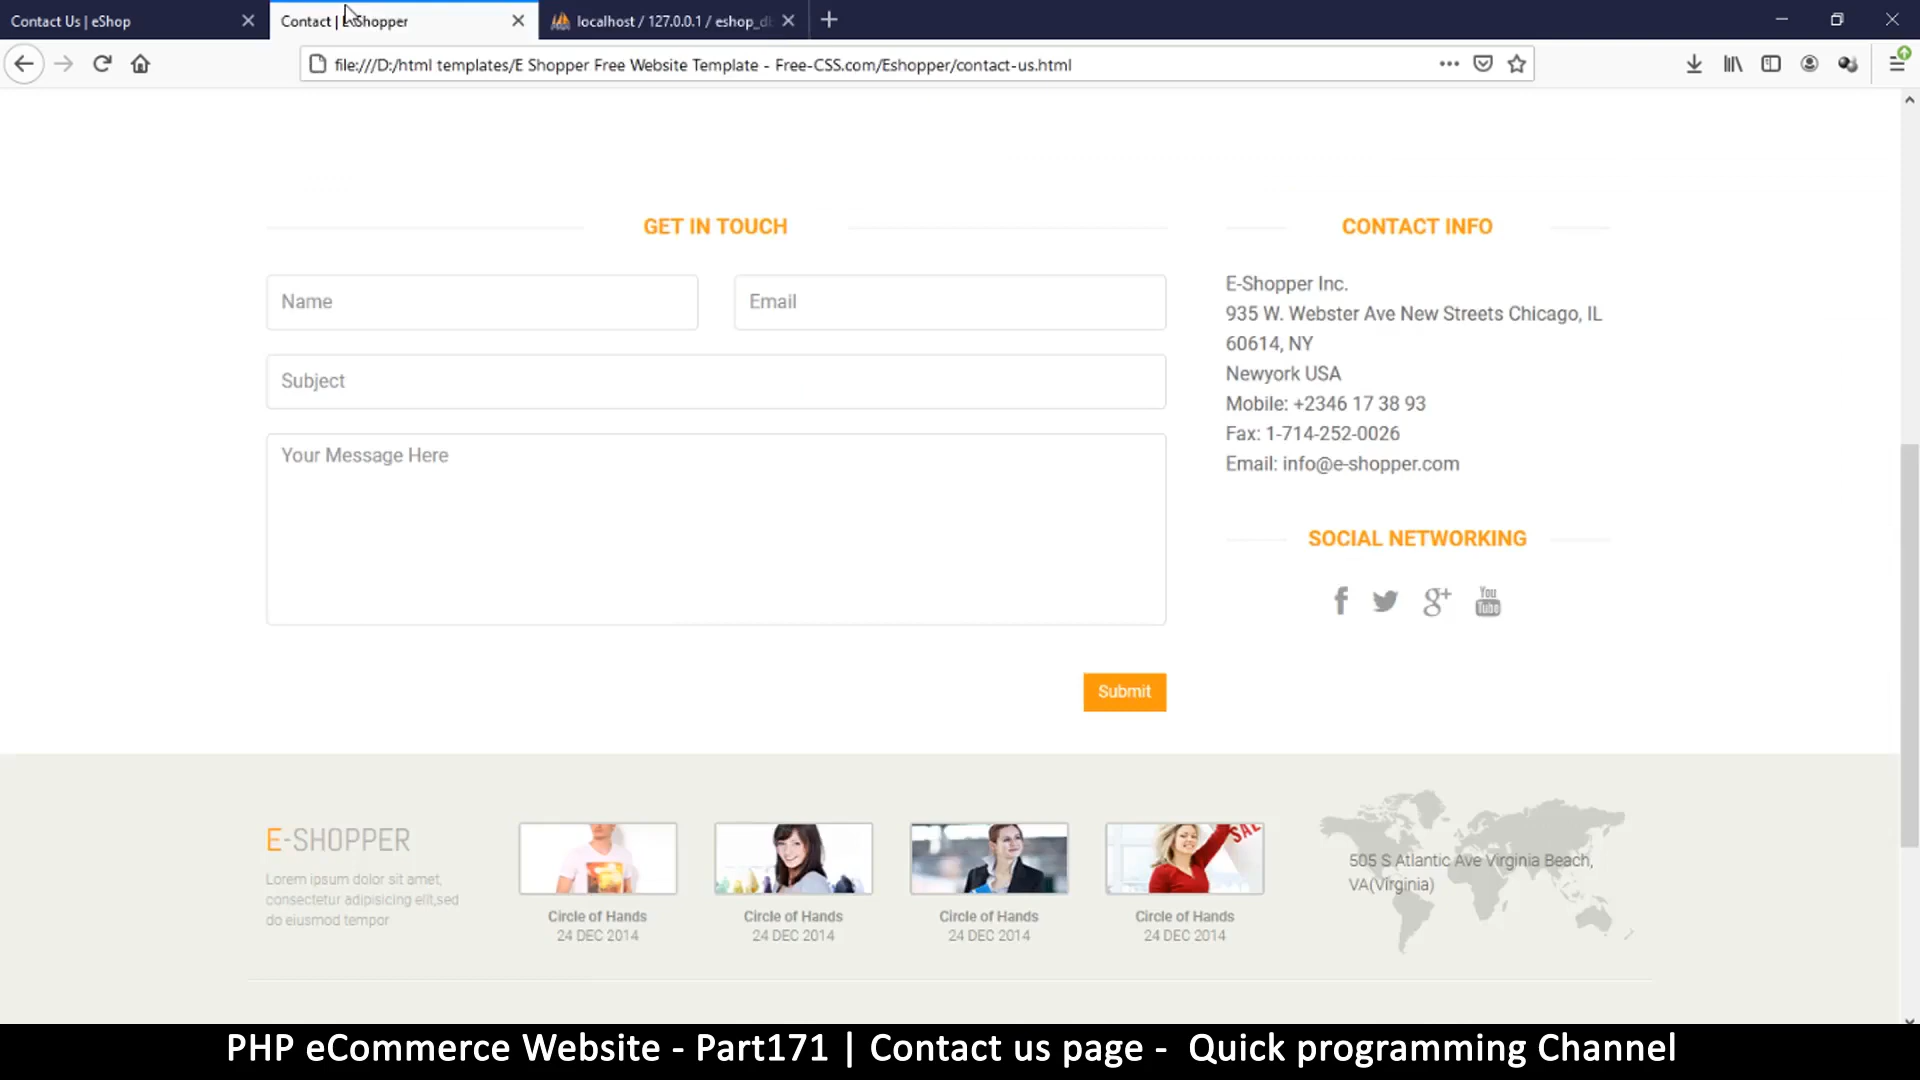 Contact Us | eShop
Contact | E-Shopper
localhost / 127.0.0.1 / eshop_d
file:///D:/html templates/E Shopper Free Website Template - Free-CSS.com/Eshopper/contact-us.html
GET IN TOUCH
CONTACT INFO
Name
Email
Subject
Your Message Here
Submit
E-Shopper Inc.
935 W. Webster Ave New Streets Chicago, IL
60614, NY
Newyork USA
Mobile: +2346 17 38 93
Fax: 1-714-252-0026
Email: info@e-shopper.com
SOCIAL NETWORKING
You
Tube
E-SHOPPER
Lorem ipsum dolor sit amet,
consectetur adipisicing elit,sed
do eiusmod tempor
Circle of Hands
24 DEC 2014
Circle of Hands
24 DEC 2014
Circle of Hands
24 DEC 2014
SALE
Circle of Hands
24 DEC 2014
505 S Atlantic Ave Virginia Beach,
VA(Virginia)
PHP eCommerce Website - Part171 | Contact us page - Quick programming Channel